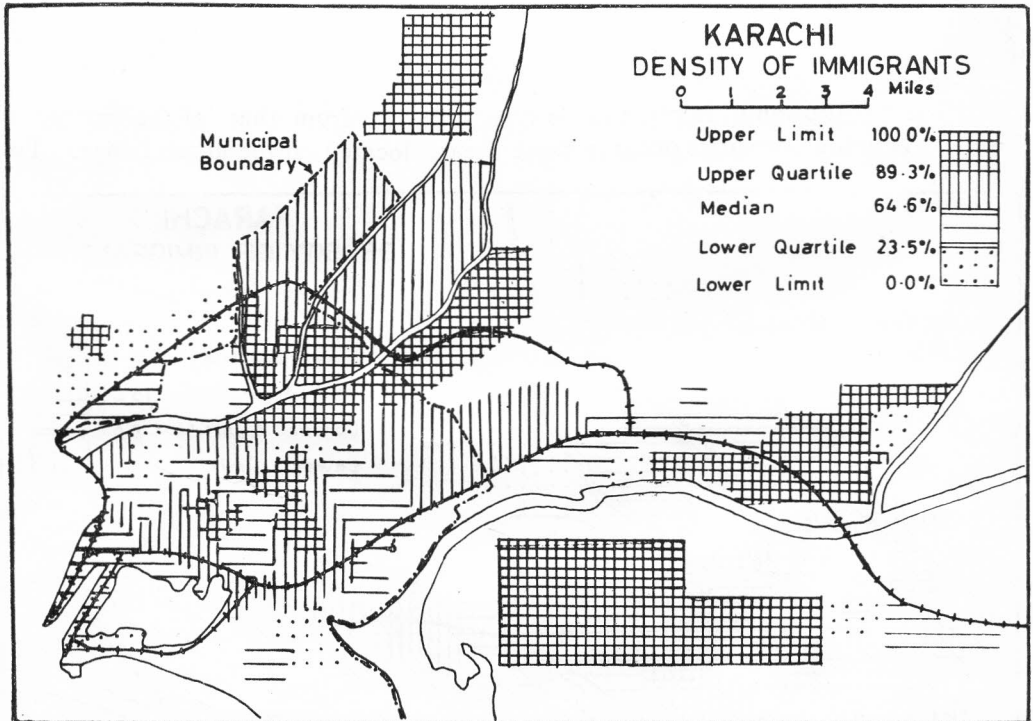 KARACHI
DENSITY OF IMMIGRANTS
0 1 2 3 4 Miles
Upper Limit 100.0%
Upper Quartile 89.3%
Median 64.6%
Lower Quartile 23.5%
Lower Limit 0.0%
Municipal
Boundary